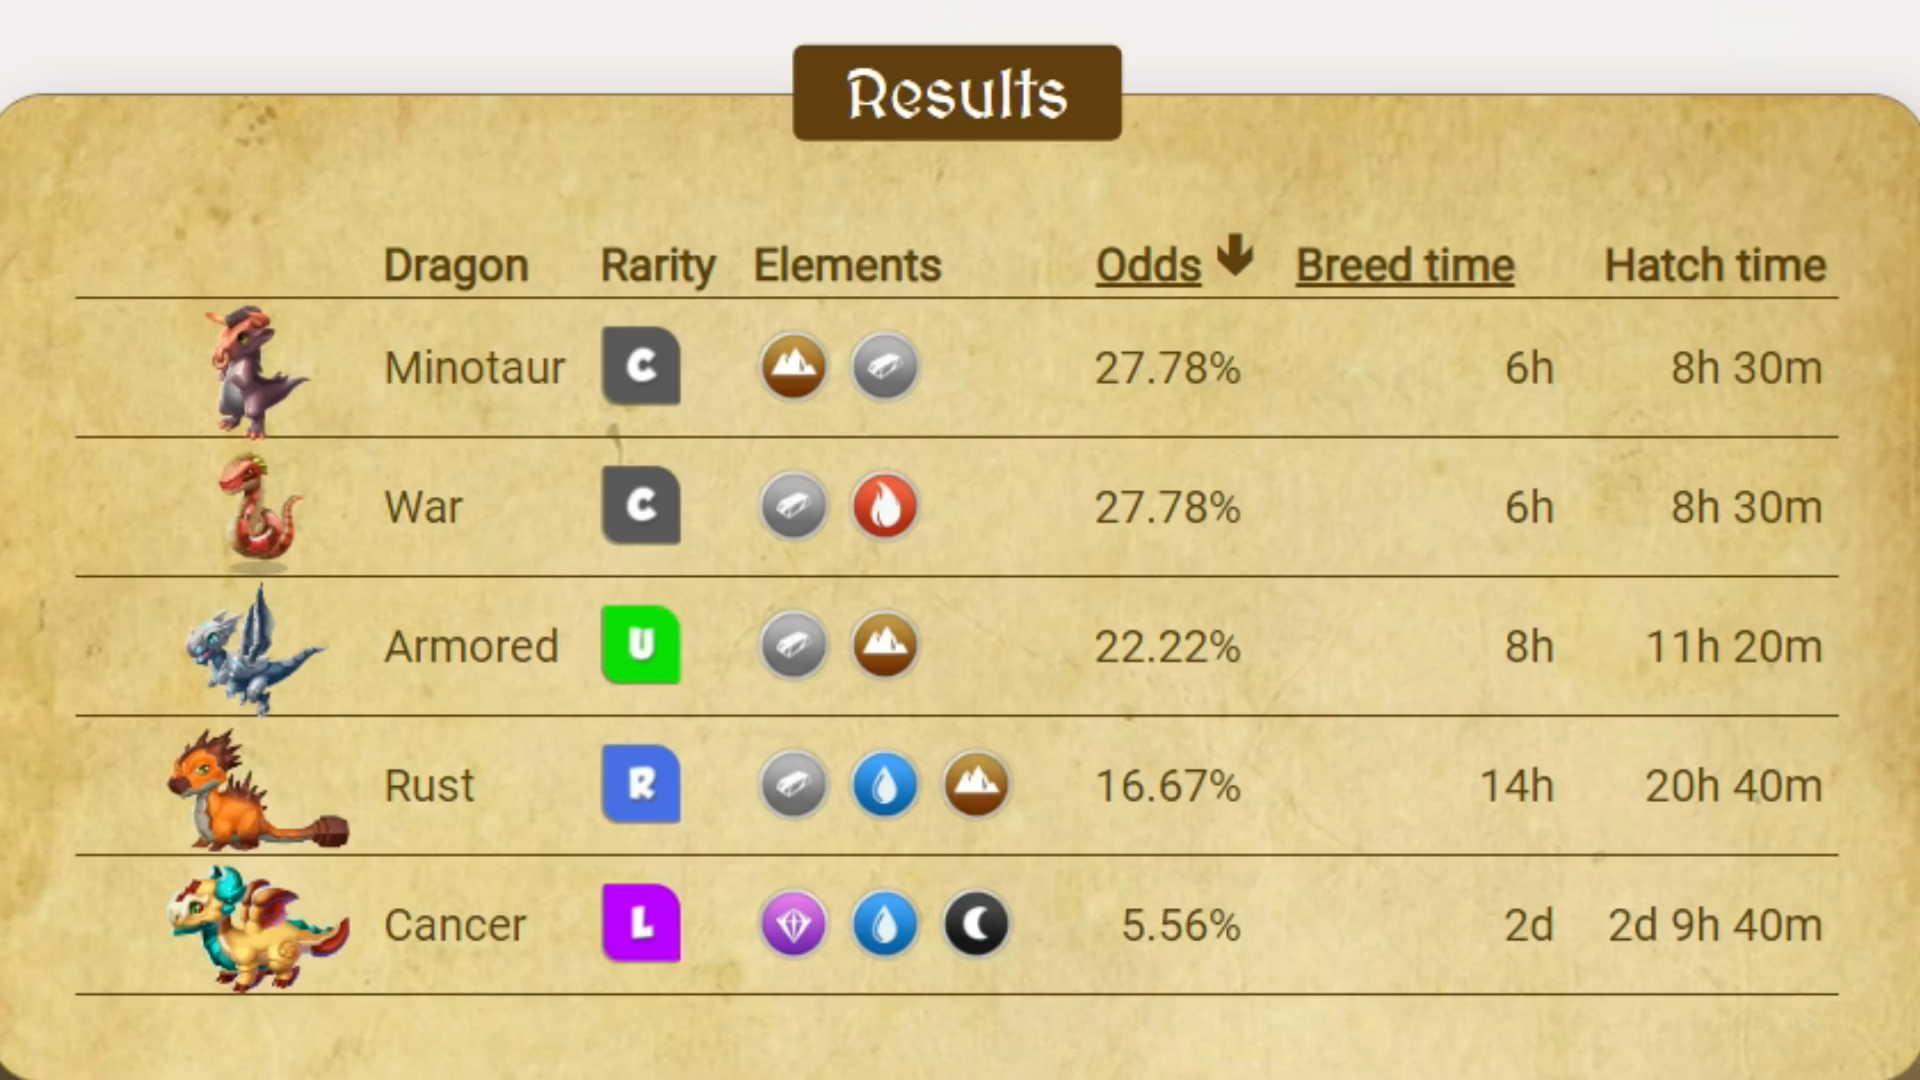 Results
Dragon Rarity Elements Odds Breed time Hatch time
Minotaur C 27.78% 6h 8h 30m
War C 27.78% 6h 8h 30m
Armored U 22.22% 8h 11h 20m
Rust R 16.67% 14h 20h 40m
Cancer L 5.56% 2d 2d 9h 40m